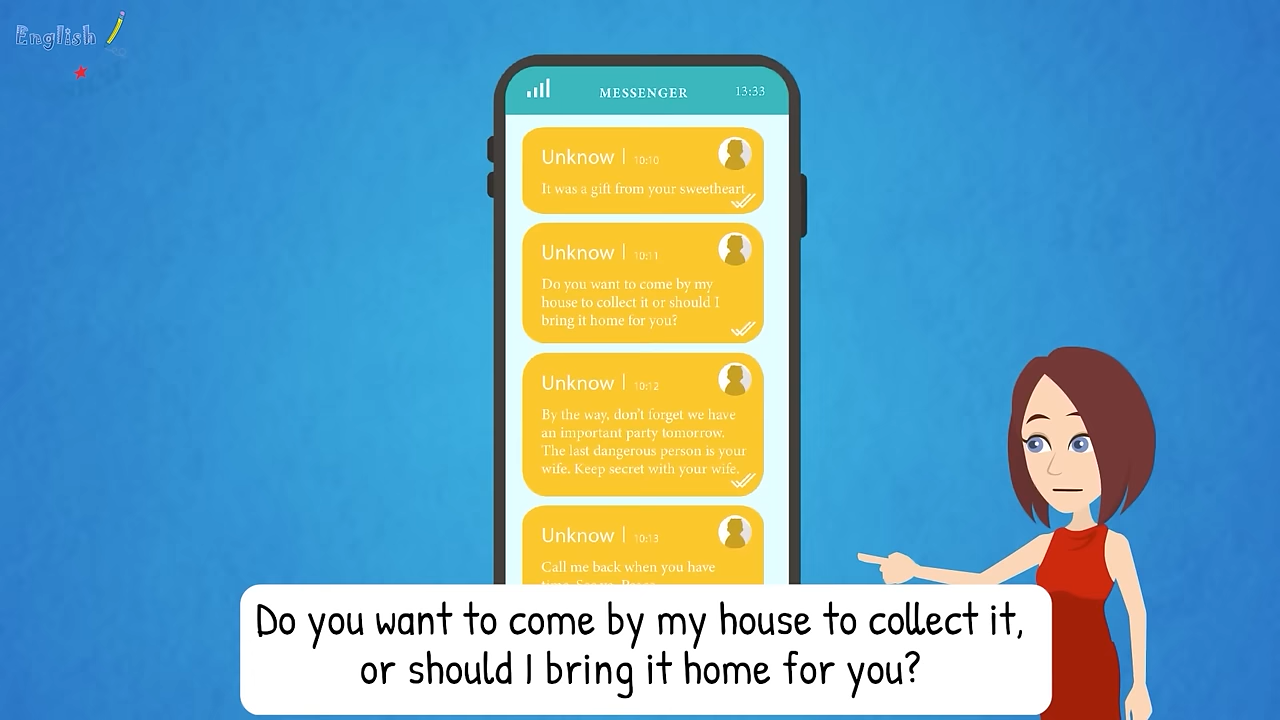 English
MESSENGER
13:33
Unknow | 10:10
It was a gift from your sweetheart
Unknow | 10:11
Do you want to come by my
house to collect it or should I
bring it home for you?
Unknow | 10:12
By the way, don't forget we have
an important party tomorrow.
The last dangerous person is your
wife. Keep secret with your wife.
Unknow | 10:13
Call me back when you have
Do you want to come by my house to collect it,
or should I bring it home for you?